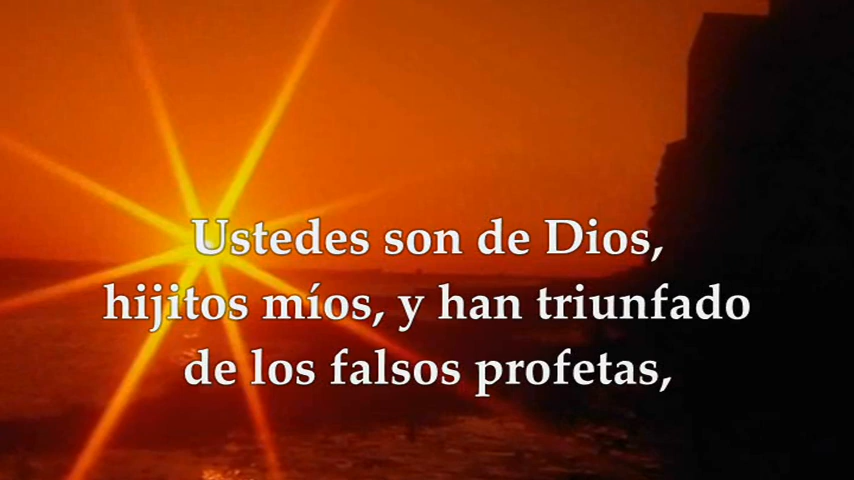 Ustedes son de Dios,
hijitos míos, y han triunfado
de los falsos profetas,